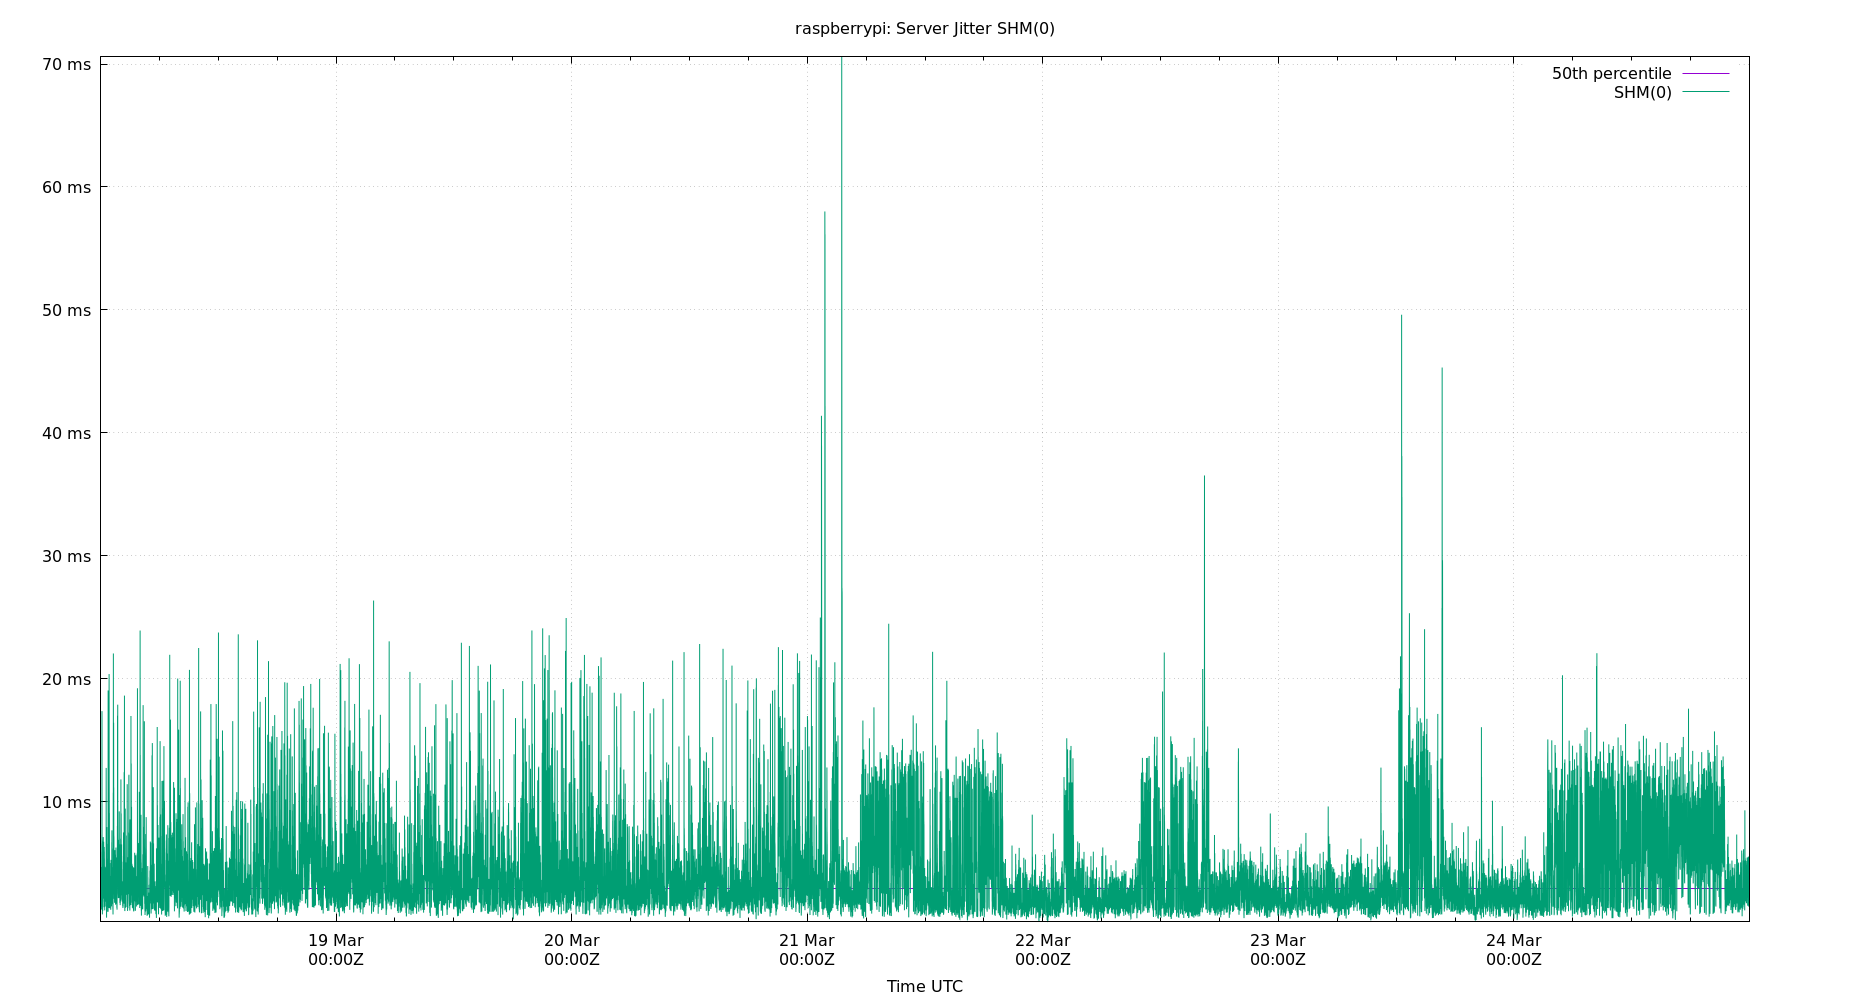 raspberrypi: Server Jitter SHM(0)
70 ms
60 ms
50 ms
40 ms
30 ms
20 ms
10 ms
50th percentile
SHM(0)
19 Mar 20 Mar 21 Mar 22 Mar 23 Mar 24 Mar
00:00Z 00:00Z 00:00Z 00:00Z 00:00Z 00:00Z
Time UTC